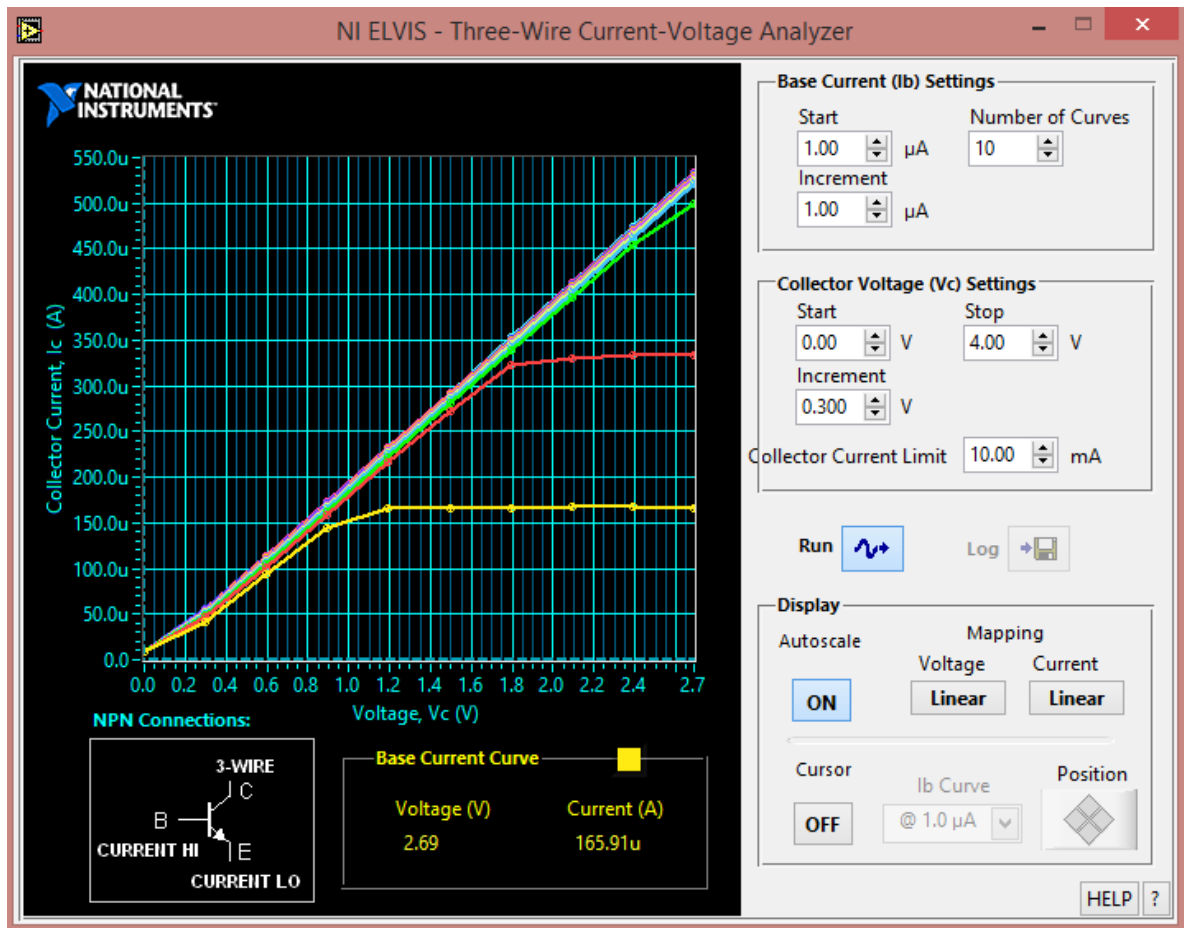 NI ELVIS - Three-Wire Current-Voltage Analyzer
NATIONAL
INSTRUMENTS
550.0u
500.0u
450.0u
400.0u
350.0u
300.0u
250.0u
200.0u
150.0u
100.0u
50.0u
0.0
Collector Current, Ic (A)
0.0 0.2 0.4 0.6 0.8 1.0 1.2 1.4 1.6 1.8 2.0 2.2 2.4 2.7
Voltage, Vc (V)
NPN Connections:
3-WIRE
C
B
CURRENT HI
E
CURRENT LO
Base Current Curve
Voltage (V) Current (A)
2.69 165.91u
Base Current (Ib) Settings
Start Number of Curves
1.00 µA 10
Increment
1.00 µA
Collector Voltage (Vc) Settings
Start Stop
0.00 V 4.00 V
Increment
0.300 V
Collector Current Limit 10.00 mA
Run Log
Display
Autoscale Mapping
Voltage Current
ON Linear Linear
Cursor Ib Curve Position
OFF @ 1.0 µA
HELP ?